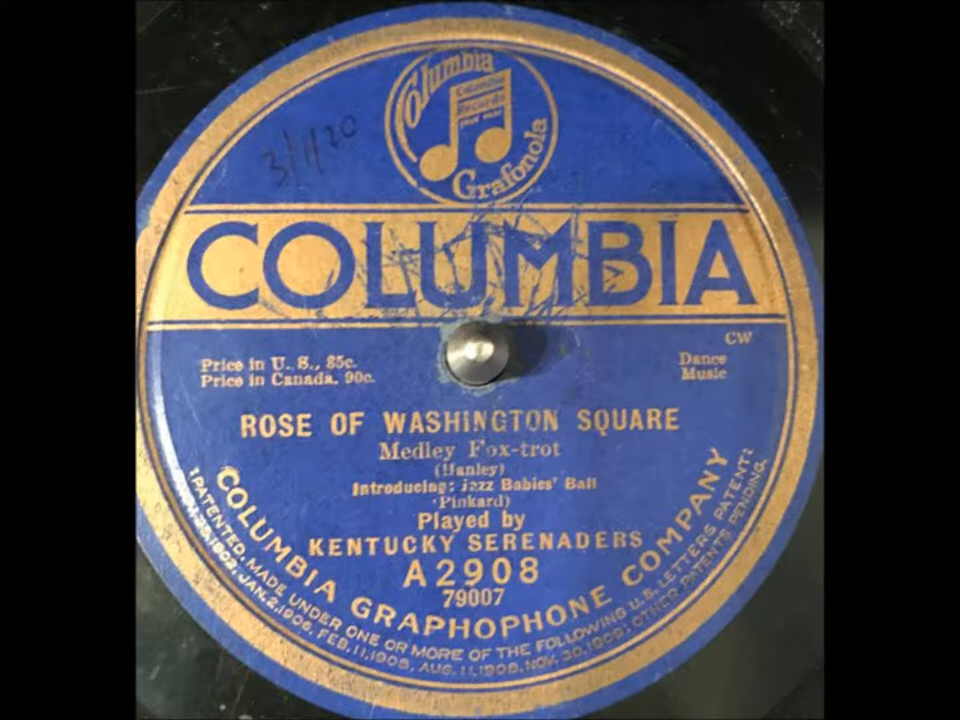 Columbia
Columbia
Records
Grafonola
3/1/20
COLUMBIA
CW
Price in U. S., 85c.
Price in Canada, 90c.
Dance
Music
ROSE OF WASHINGTON SQUARE
Medley Fox-trot
(Hanley)
Introducing: Jazz Babies' Ball
(Pinkard)
Played by
KENTUCKY SERENADERS
A2908
79007
COLUMBIA GRAPHOPHONE COMPANY
PATENTED. MADE UNDER ONE OR MORE OF THE FOLLOWING U.S. LETTERS PATENT:
1902, JAN. 2, 1906, FEB. 11, 1908, AUG. 11, 1908, NOV. 30, 1909; OTHER PATENTS PENDING.